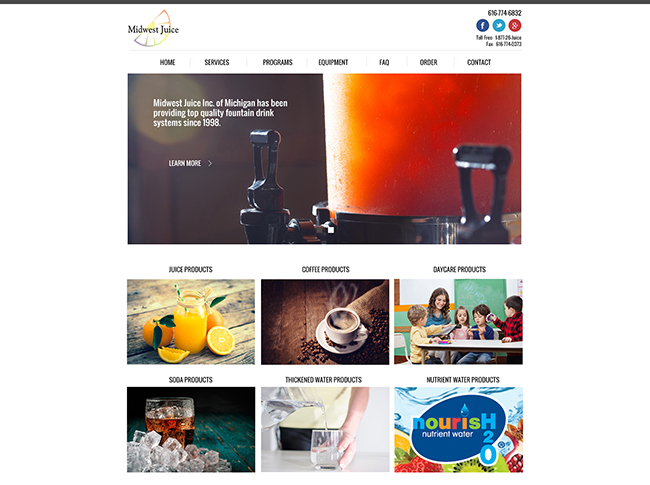 616-774-6832
Midwest Juice
Toll Free: 1-877-26-Juice
Fax: 616-774-0373
HOME SERVICES PROGRAMS EQUIPMENT FAQ ORDER CONTACT
Midwest Juice Inc. of Michigan has been
providing top quality fountain drink
systems since 1998.
LEARN MORE
JUICE PRODUCTS COFFEE PRODUCTS DAYCARE PRODUCTS
SODA PRODUCTS THICKENED WATER PRODUCTS NUTRIENT WATER PRODUCTS
nourisH2O
nutrient water